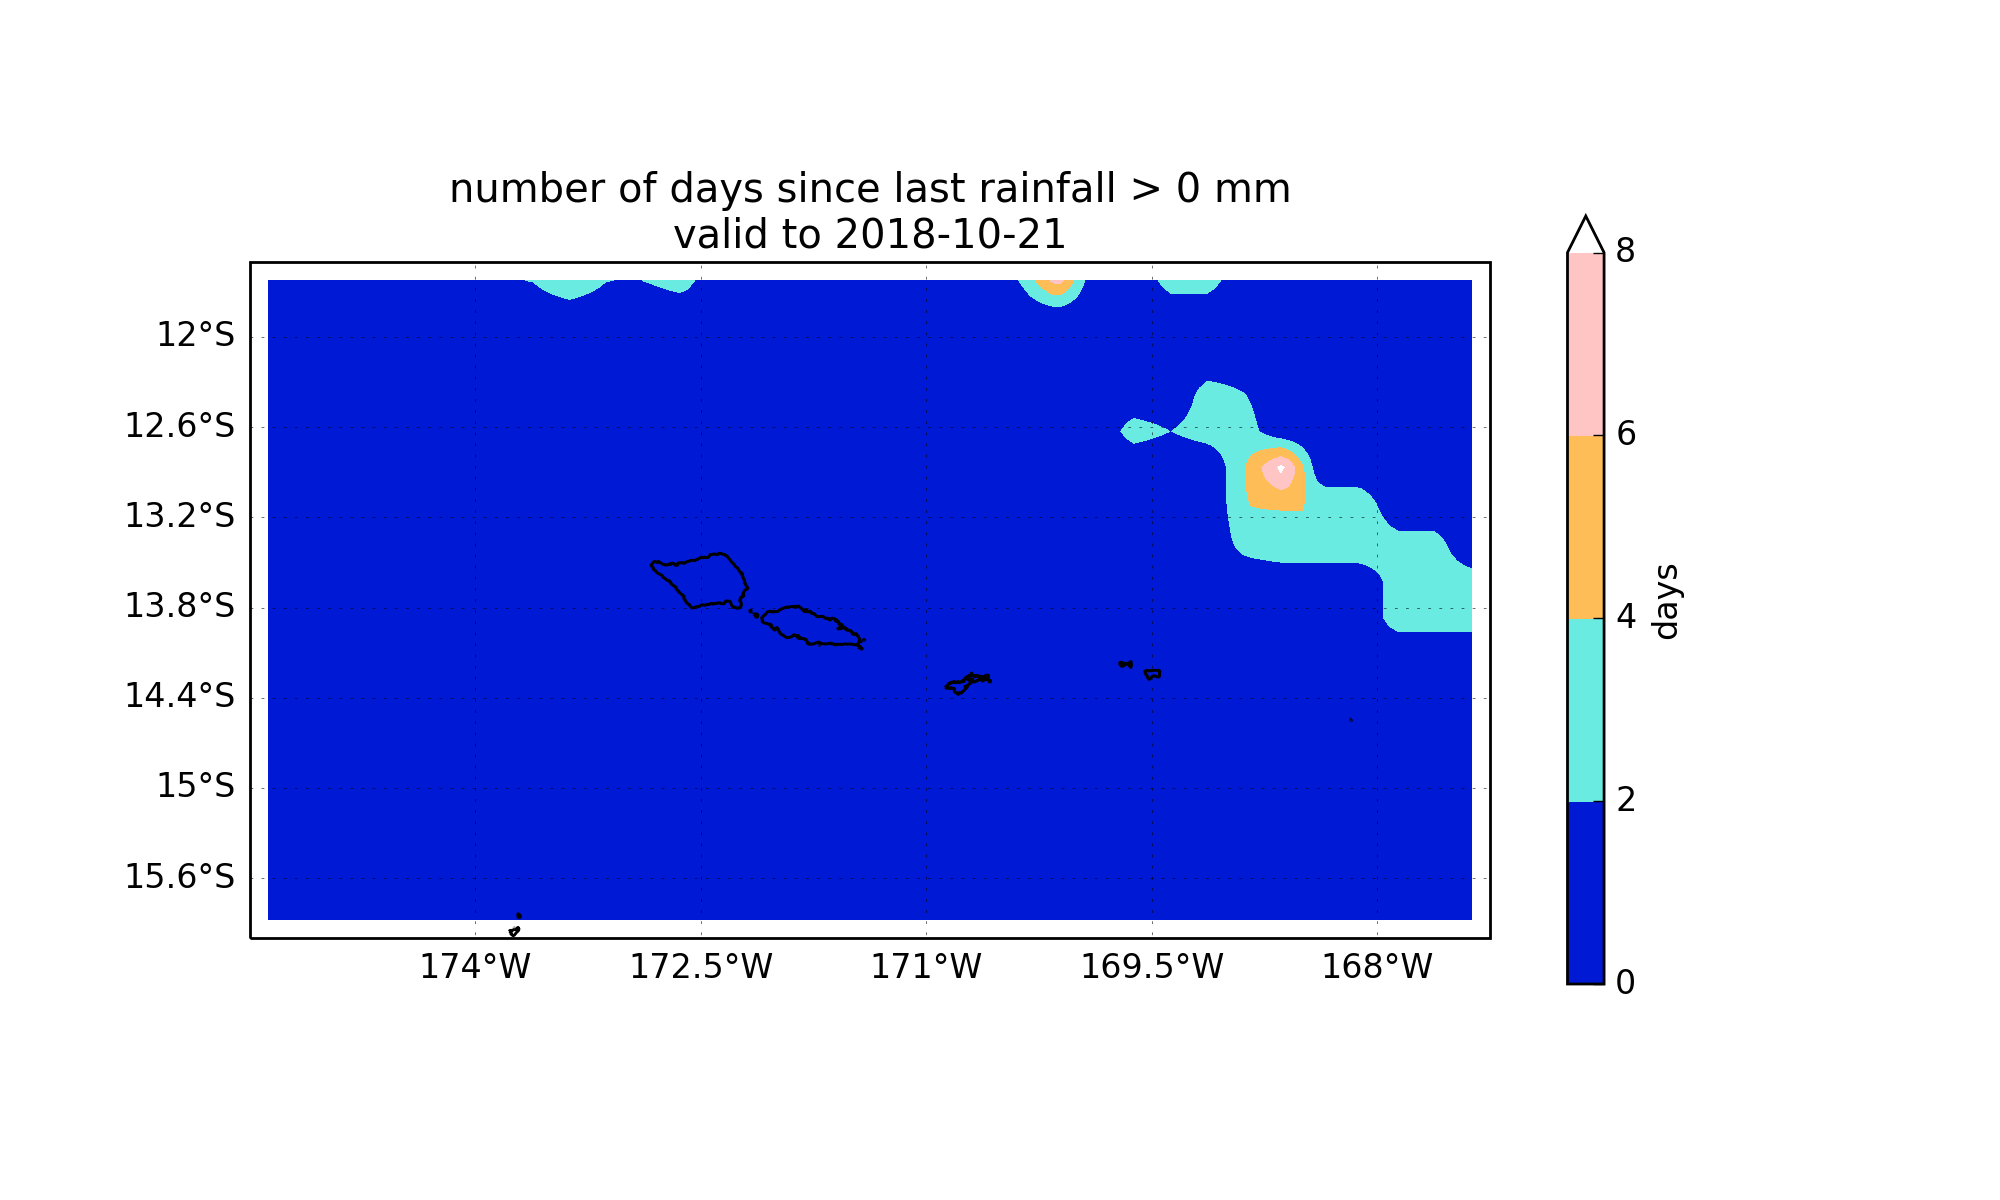 number of days since last rainfall > 0 mm
valid to 2018-10-21
8
12°S
12.6°S
6
13.2°S
13.8°S
4
days
14.4°S
15°S
2
15.6°S
174°W 172.5°W 171°W 169.5°W 168°W
0